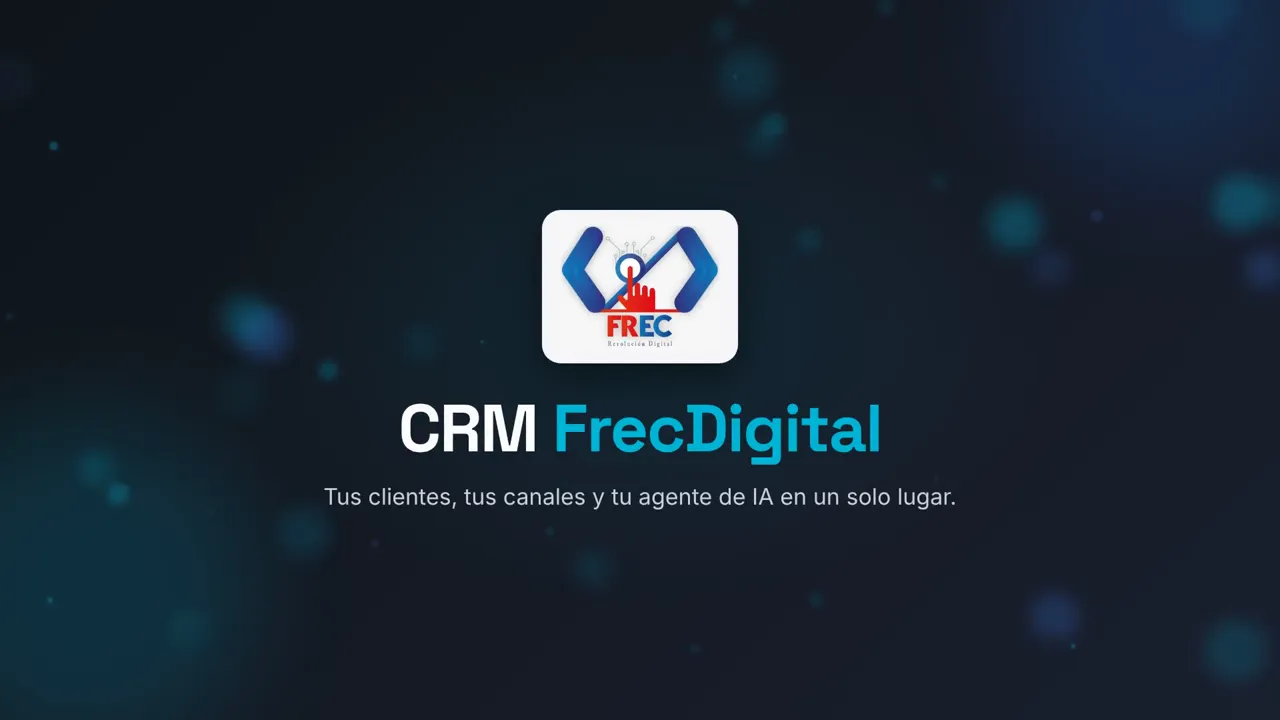 FREC
Revolución Digital
CRM FrecDigital
Tus clientes, tus canales y tu agente de IA en un solo lugar.